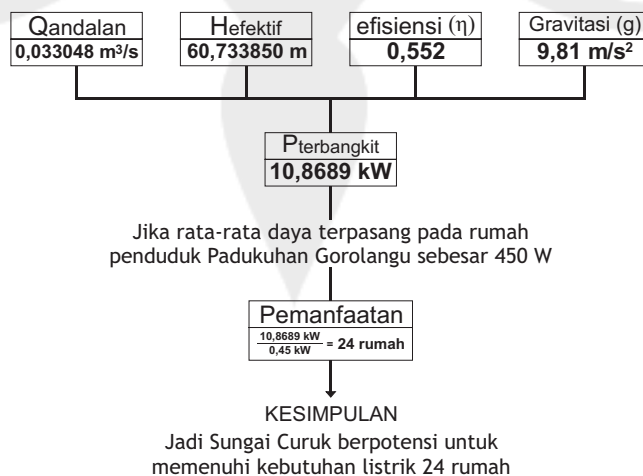 Qandalan
0,033048 m³/s
Hefektif
60,733850 m
efisiensi (η)
0,552
Gravitasi (g)
9,81 m/s²
Pterbangkit
10,8689 kW
Jika rata-rata daya terpasang pada rumah
penduduk Padukuhan Gorolangu sebesar 450 W
Pemanfaatan
10,8689 kW
0,45 kW
= 24 rumah
KESIMPULAN
Jadi Sungai Curuk berpotensi untuk
memenuhi kebutuhan listrik 24 rumah